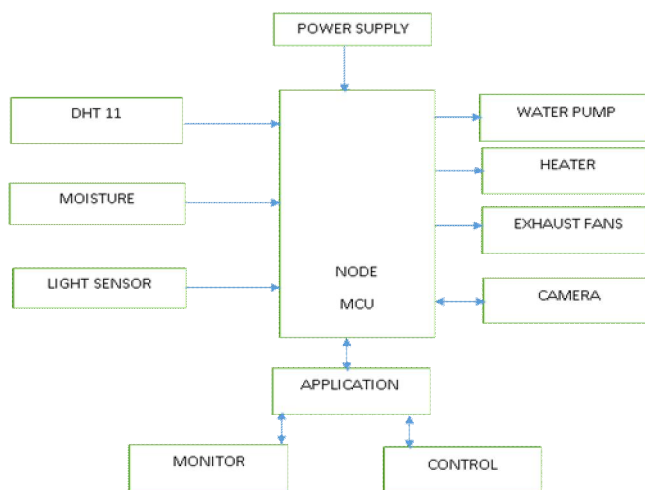 POWER SUPPLY
DHT 11
MOISTURE
LIGHT SENSOR
NODE
MCU
WATER PUMP
HEATER
EXHAUST FANS
CAMERA
APPLICATION
MONITOR
CONTROL